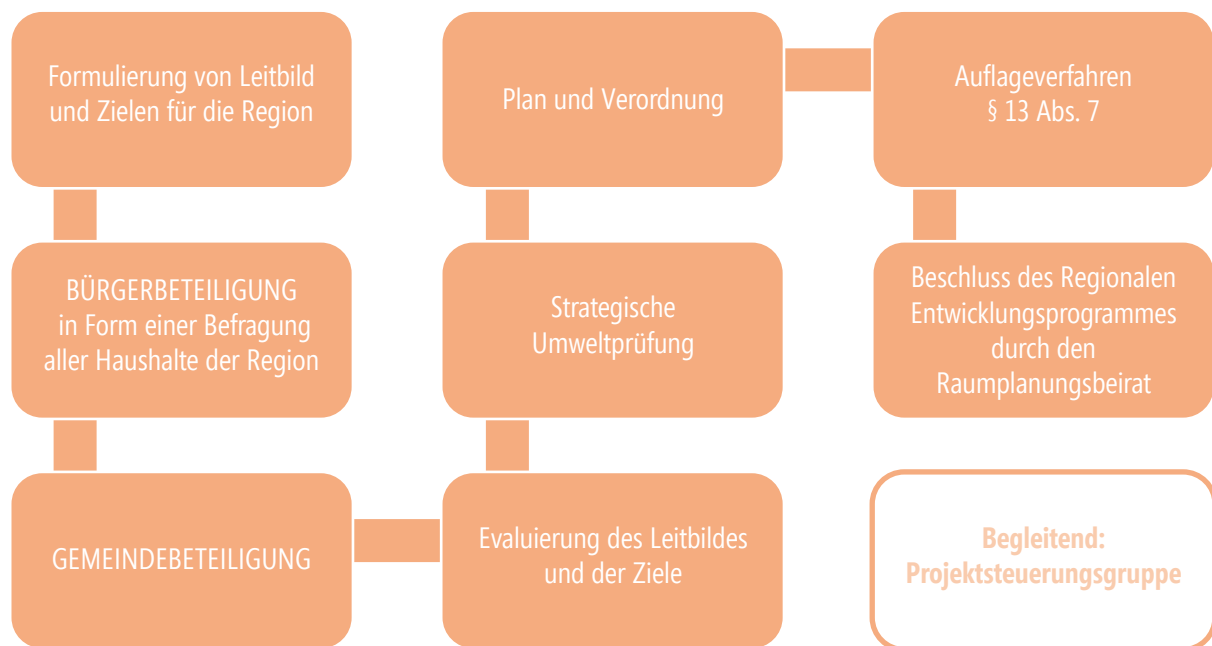 Formulierung von Leitbild
und Zielen für die Region
BÜRGERBETEILIGUNG
in Form einer Befragung
aller Haushalte der Region
GEMEINDEBETEILIGUNG
Evaluierung des Leitbildes
und der Ziele
Strategische
Umweltprüfung
Plan und Verordnung
Auflageverfahren
§ 13 Abs. 7
Beschluss des Regionalen
Entwicklungsprogrammes
durch den
Raumplanungsbeirat
Begleitend:
Projektsteuerungsgruppe